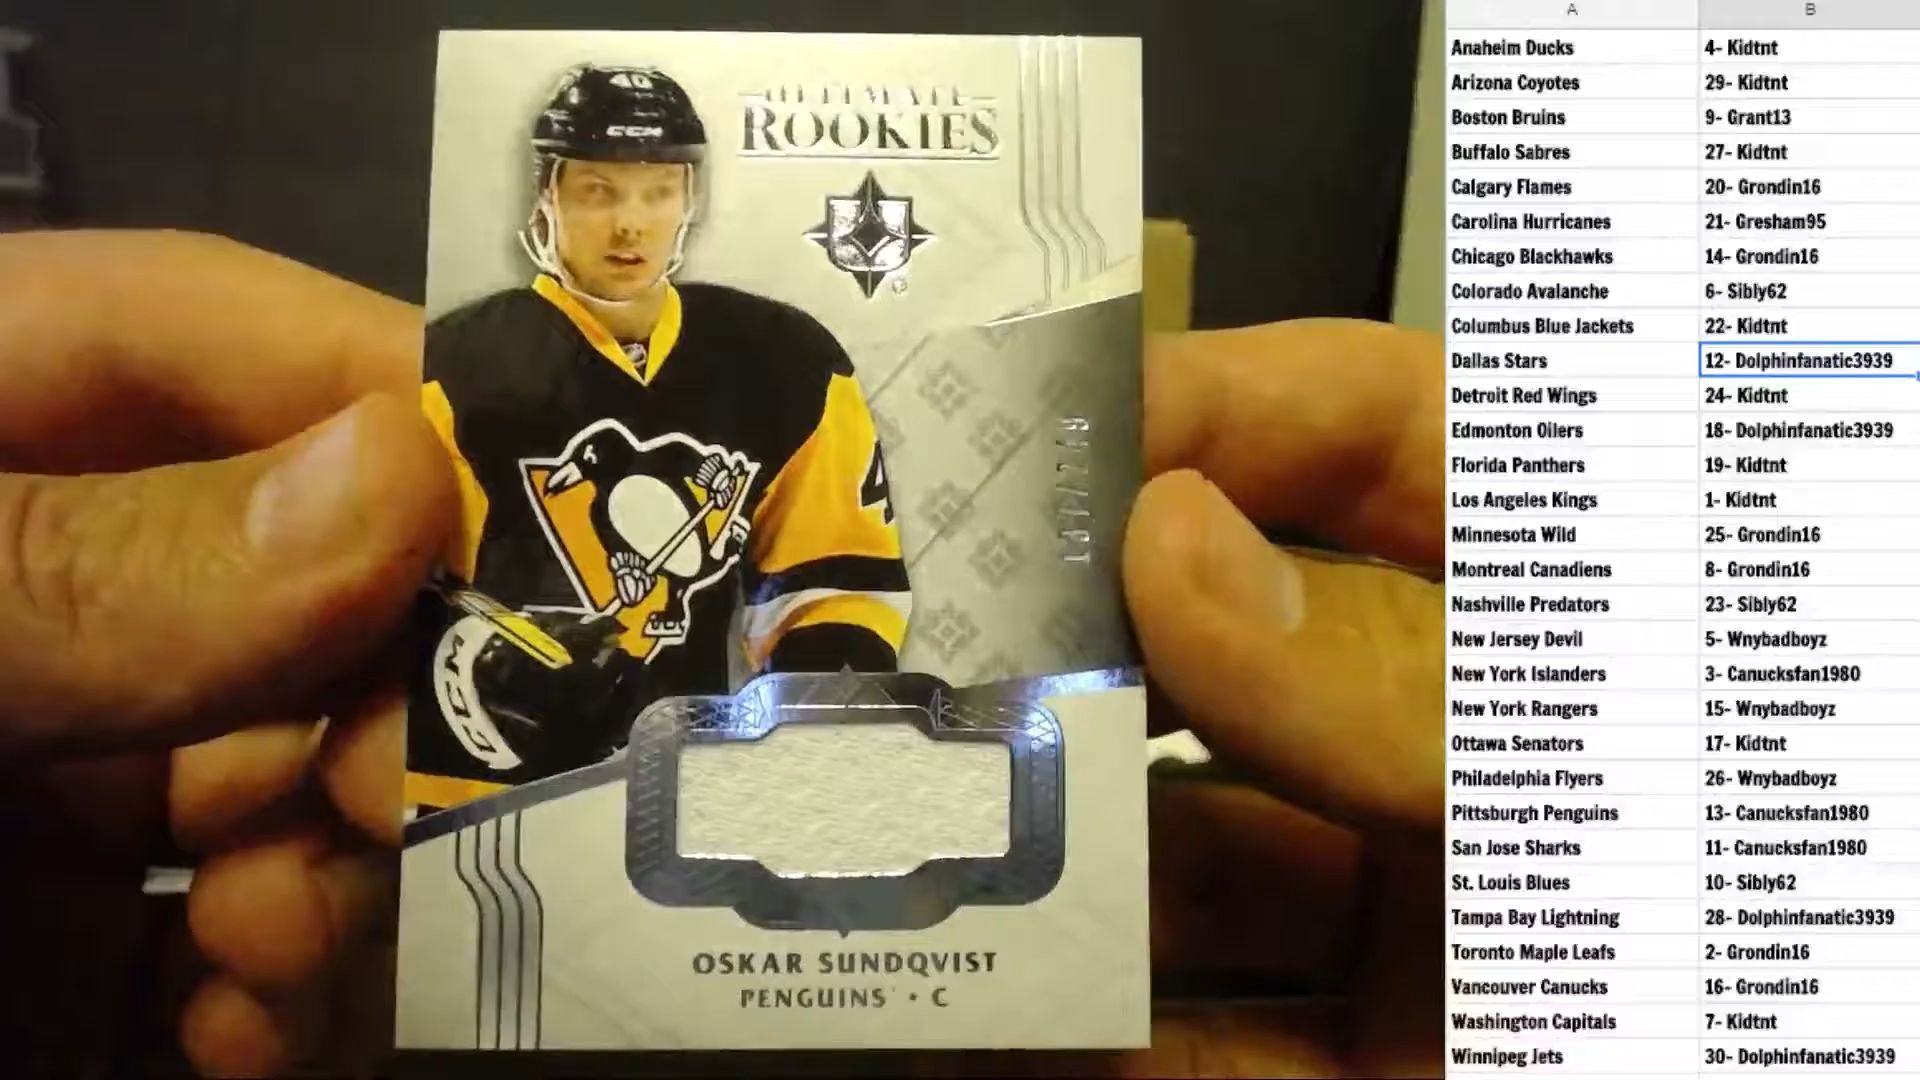 40
CCM
ULTIMATE
ROOKIES
CCM
OSKAR SUNDQVIST
PENGUINS • C
A B
Anaheim Ducks 4- Kidtnt
Arizona Coyotes 29- Kidtnt
Boston Bruins 9- Grant13
Buffalo Sabres 27- Kidtnt
Calgary Flames 20- Grondin16
Carolina Hurricanes 21- Gresham95
Chicago Blackhawks 14- Grondin16
Colorado Avalanche 6- Sibly62
Columbus Blue Jackets 22- Kidtnt
Dallas Stars 12- Dolphinfanatic3939
Detroit Red Wings 24- Kidtnt
Edmonton Oilers 18- Dolphinfanatic3939
Florida Panthers 19- Kidtnt
Los Angeles Kings 1- Kidtnt
Minnesota Wild 25- Grondin16
Montreal Canadiens 8- Grondin16
Nashville Predators 23- Sibly62
New Jersey Devil 5- Wnybadboyz
New York Islanders 3- Canucksfan1980
New York Rangers 15- Wnybadboyz
Ottawa Senators 17- Kidtnt
Philadelphia Flyers 26- Wnybadboyz
Pittsburgh Penguins 13- Canucksfan1980
San Jose Sharks 11- Canucksfan1980
St. Louis Blues 10- Sibly62
Tampa Bay Lightning 28- Dolphinfanatic3939
Toronto Maple Leafs 2- Grondin16
Vancouver Canucks 16- Grondin16
Washington Capitals 7- Kidtnt
Winnipeg Jets 30- Dolphinfanatic3939